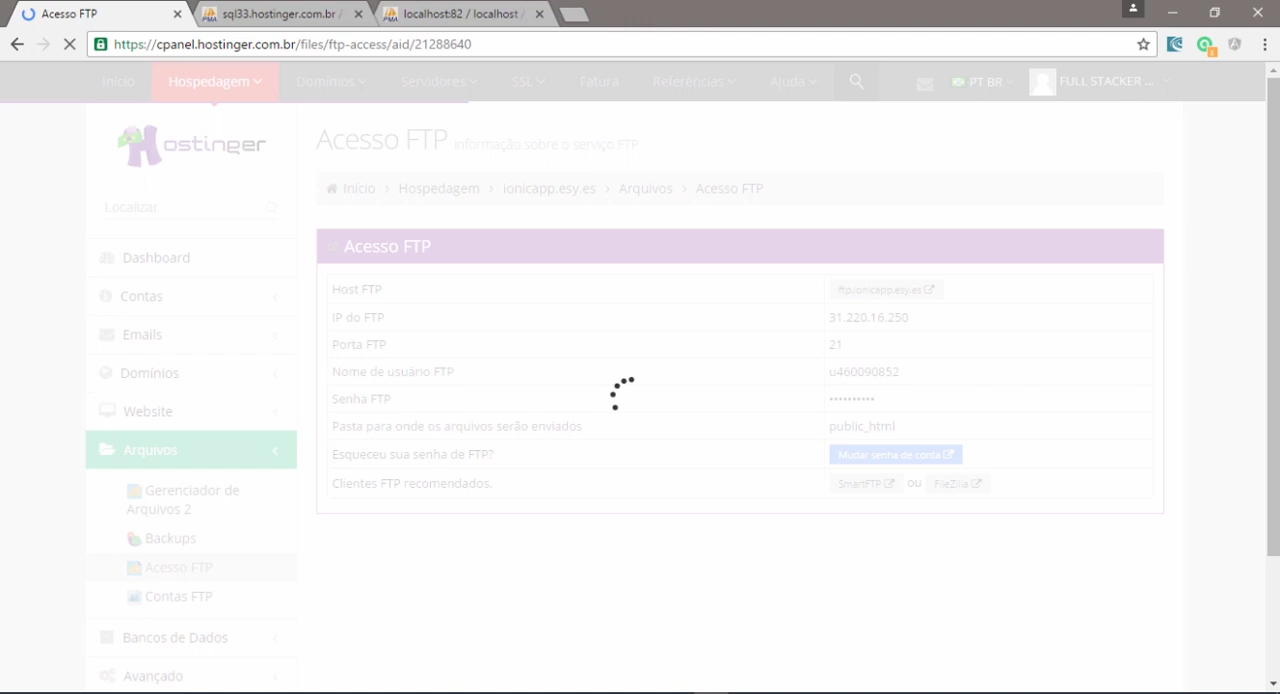 Acesso FTP
sql33.hostinger.com.br /
localhost:82 / localhost /
https://cpanel.hostinger.com.br/files/ftp-access/aid/21288640
Início
Hospedagem
Domínios
Servidores
SSL
Fatura
Referências
Ajuda
PT BR
FULL STACKER ...
Hostinger
Localizar
Dashboard
Contas
Emails
Domínios
Website
Arquivos
Gerenciador de
Arquivos 2
Backups
Acesso FTP
Contas FTP
Bancos de Dados
Avançado
Acesso FTP informação sobre o serviço FTP
Início › Hospedagem › ionicapp.esy.es › Arquivos › Acesso FTP
Acesso FTP
Host FTP ftp.ionicapp.esy.es
IP do FTP 31.220.16.250
Porta FTP 21
Nome de usuário FTP u460090852
Senha FTP ••••••••••
Pasta para onde os arquivos serão enviados public_html
Esqueceu sua senha de FTP? Mudar senha de conta
Clientes FTP recomendados. SmartFTP ou FileZilla